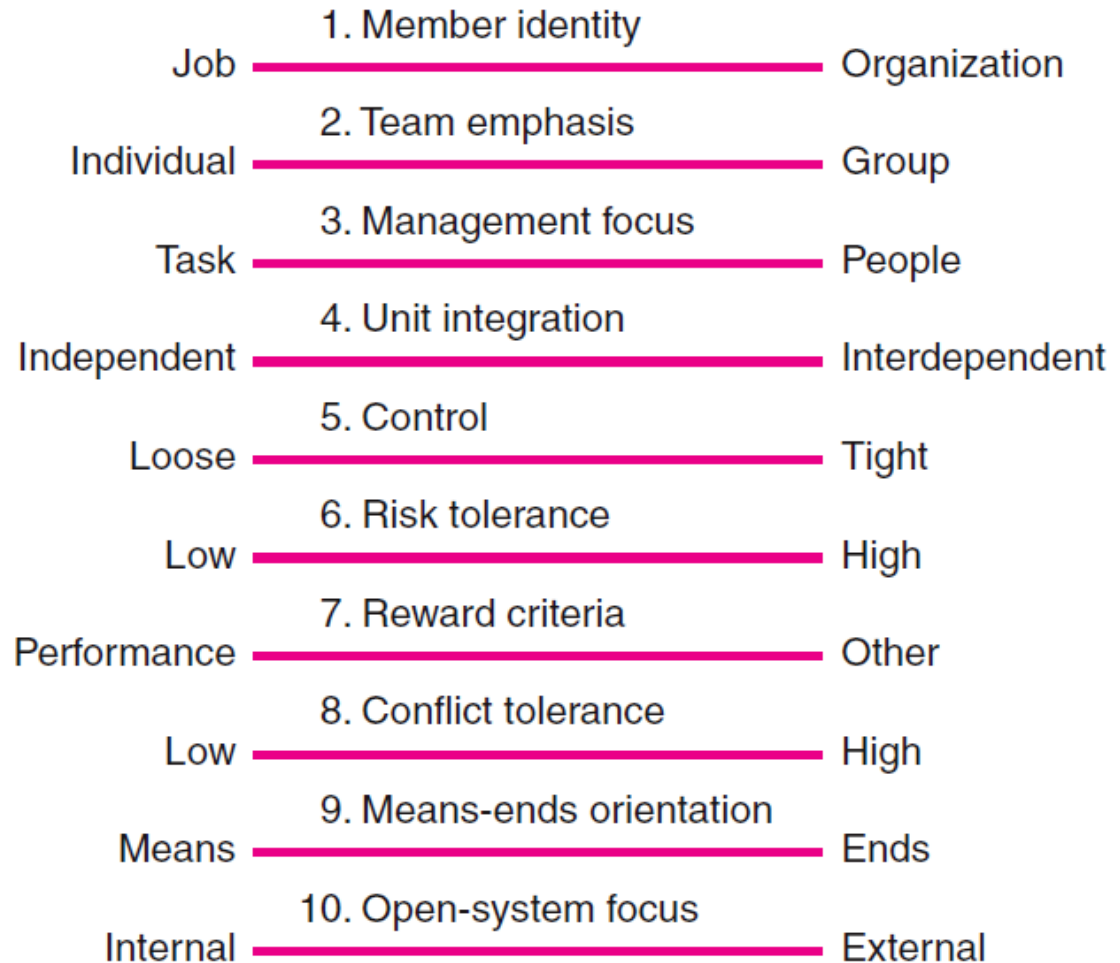 1. Member identity
Job Organization
2. Team emphasis
Individual Group
3. Management focus
Task People
4. Unit integration
Independent Interdependent
5. Control
Loose Tight
6. Risk tolerance
Low High
7. Reward criteria
Performance Other
8. Conflict tolerance
Low High
9. Means-ends orientation
Means Ends
10. Open-system focus
Internal External